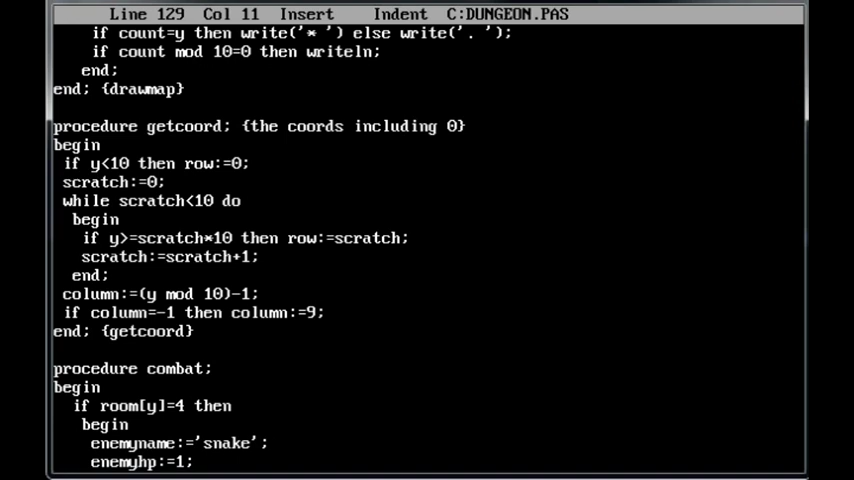 Line 129 Col 11 Insert Indent C:DUNGEON.PAS
if count=y then write('* ') else write('. ');
if count mod 10=0 then writeln;
end;
end; {drawmap}
procedure getcoord; {the coords including 0}
begin
if y<10 then row:=0;
scratch:=0;
while scratch<10 do
begin
if y>=scratch*10 then row:=scratch;
scratch:=scratch+1;
end;
column:=(y mod 10)-1;
if column=-1 then column:=9;
end; {getcoord}
procedure combat;
begin
if room[y]=4 then
begin
enemyname:='snake';
enemyhp:=1;